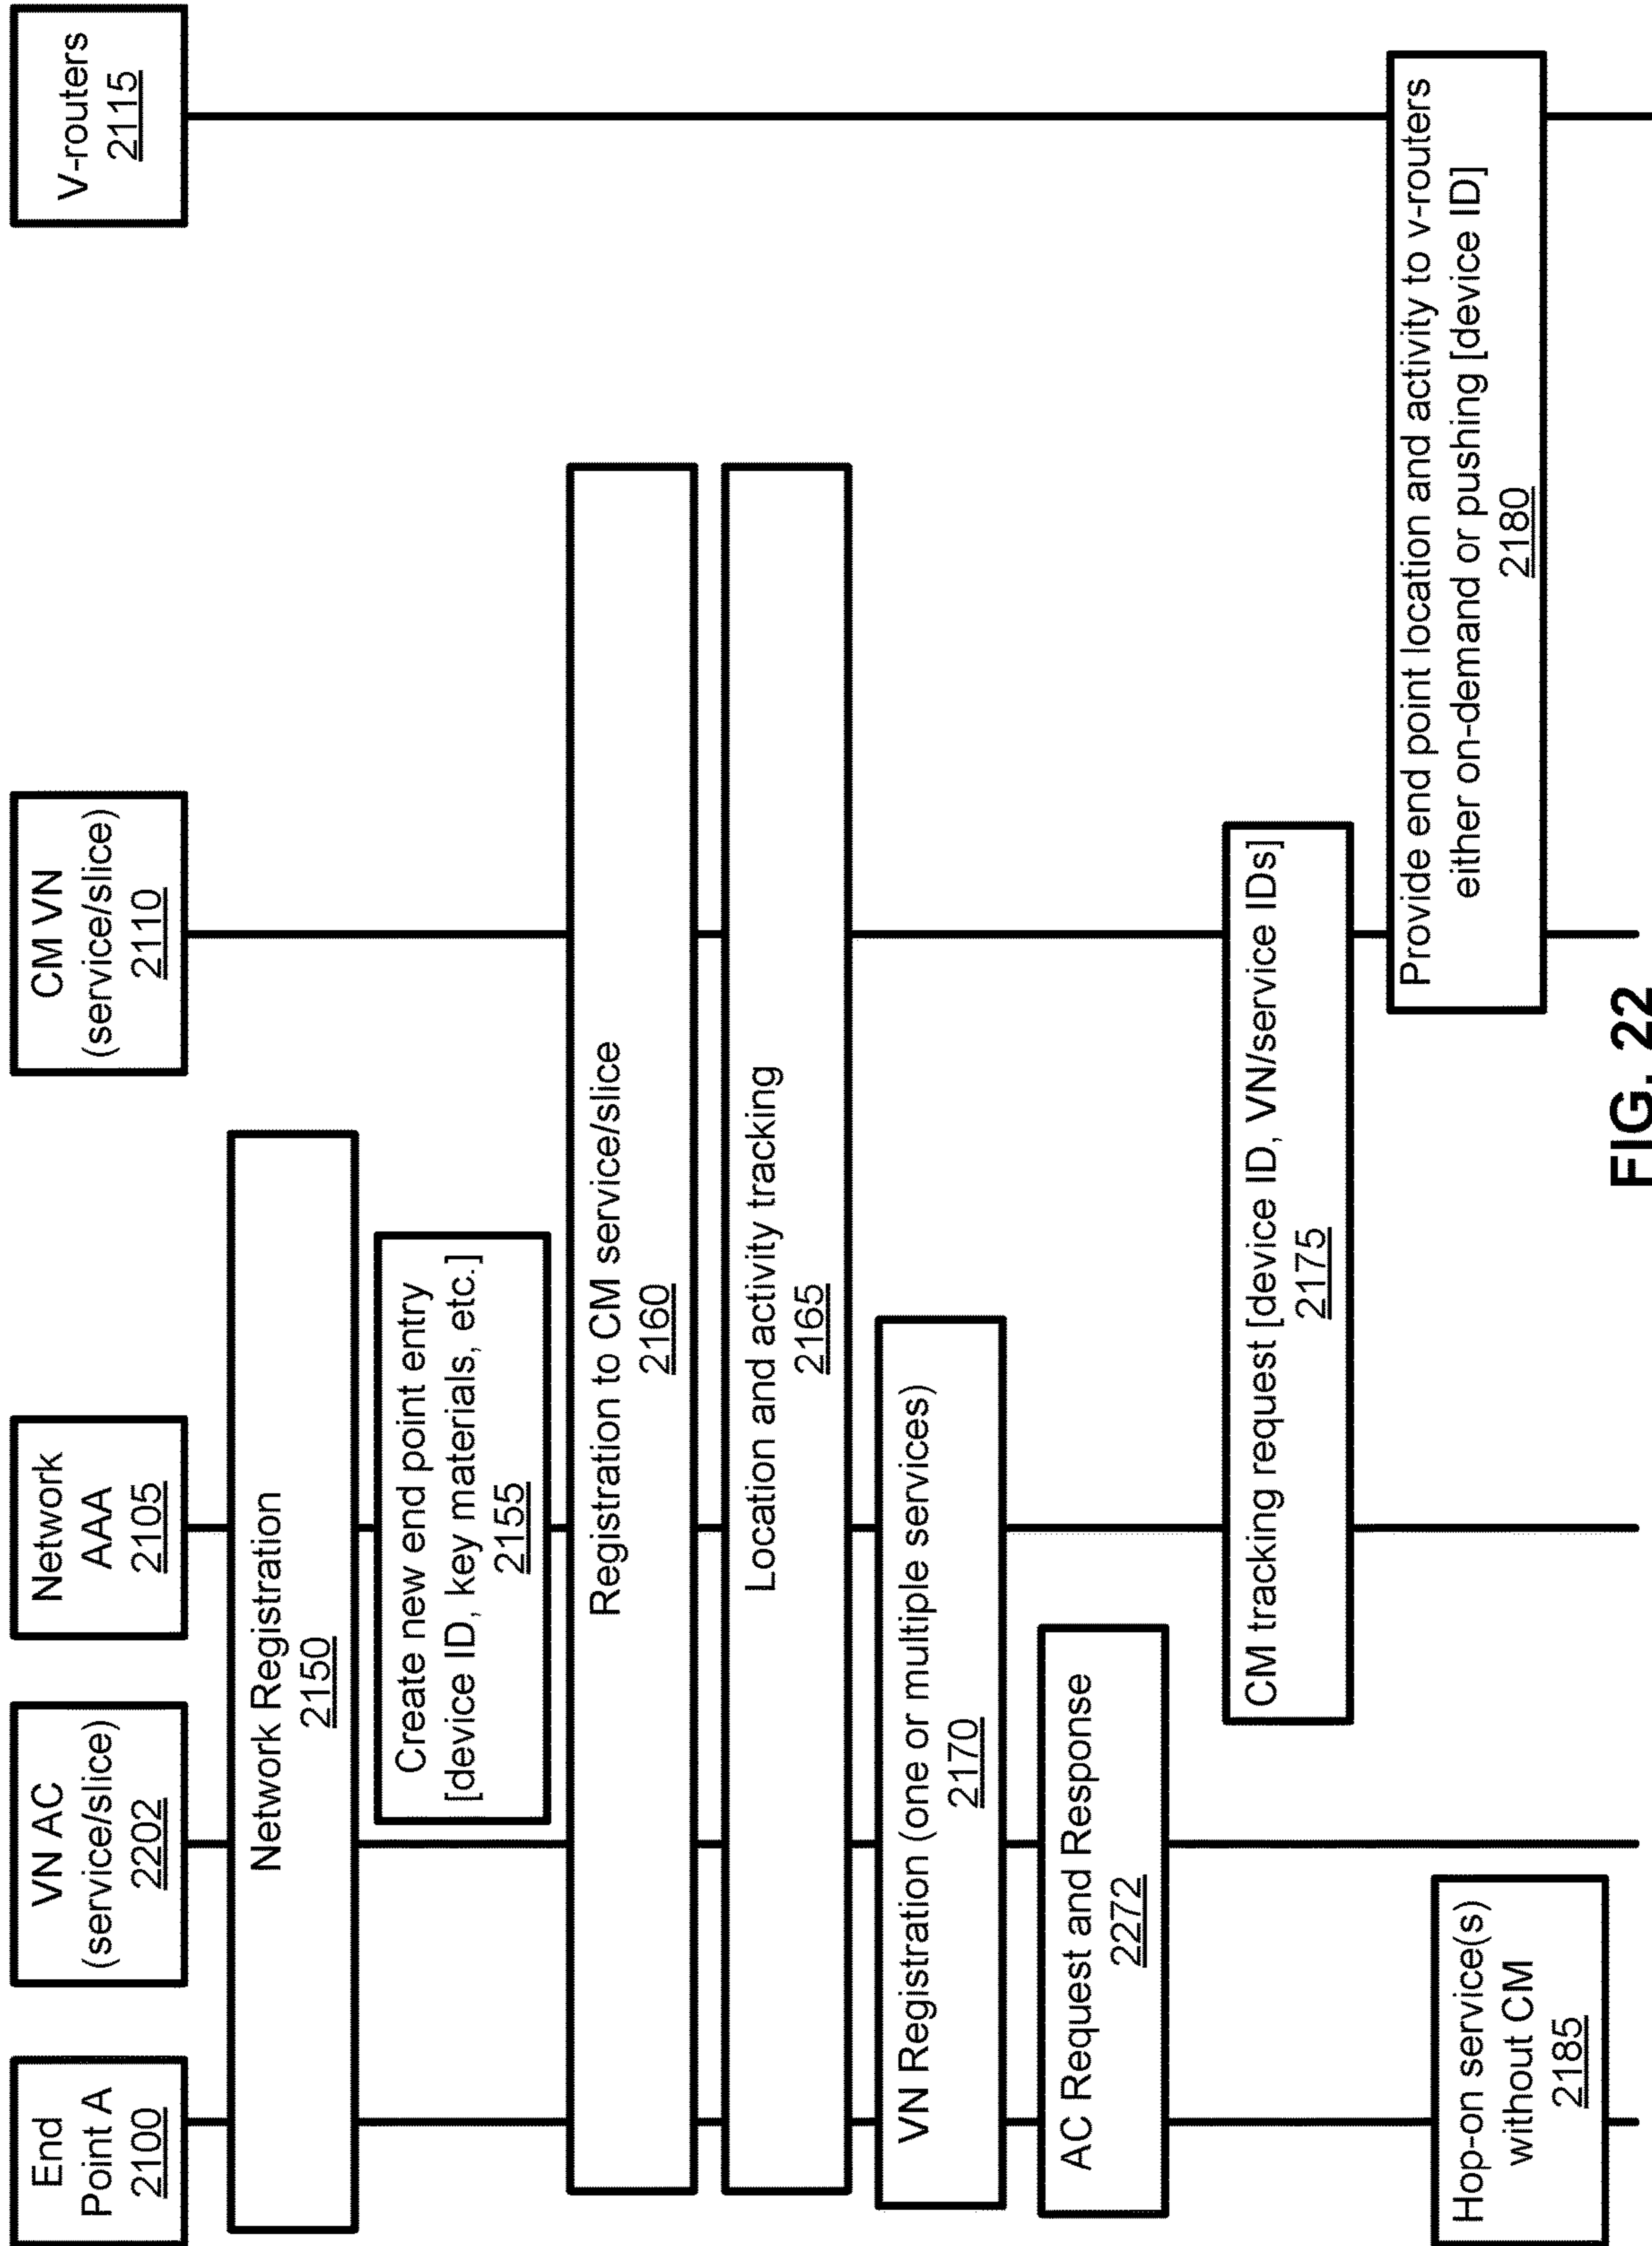 End
Point A
2100
VN AC
(service/slice)
2202
Network
AAA
2105
CM VN
(service/slice)
2110
V-routers
2115
Network Registration
2150
Create new end point entry
[device ID, key materials, etc.]
2155
Registration to CM service/slice
2160
Location and activity tracking
2165
VN Registration (one or multiple services)
2170
AC Request and Response
2272
CM tracking request [device ID, VN/service IDs]
2175
Provide end point location and activity to v-routers
either on-demand or pushing [device ID]
2180
Hop-on service(s)
without CM
2185
FIG. 22